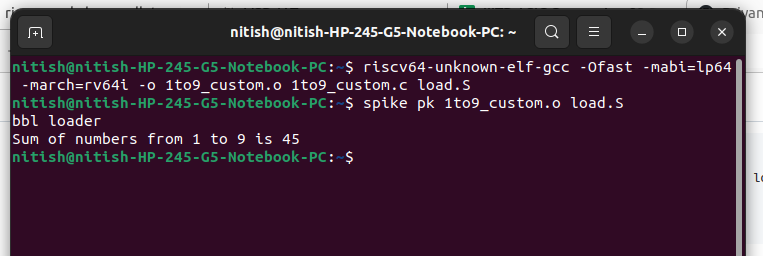 nitish@nitish-HP-245-G5-Notebook-PC: ~
nitish@nitish-HP-245-G5-Notebook-PC:~$ riscv64-unknown-elf-gcc -Ofast -mabi=lp64
 -march=rv64i -o 1to9_custom.o 1to9_custom.c load.S
nitish@nitish-HP-245-G5-Notebook-PC:~$ spike pk 1to9_custom.o load.S
bbl loader
Sum of numbers from 1 to 9 is 45
nitish@nitish-HP-245-G5-Notebook-PC:~$